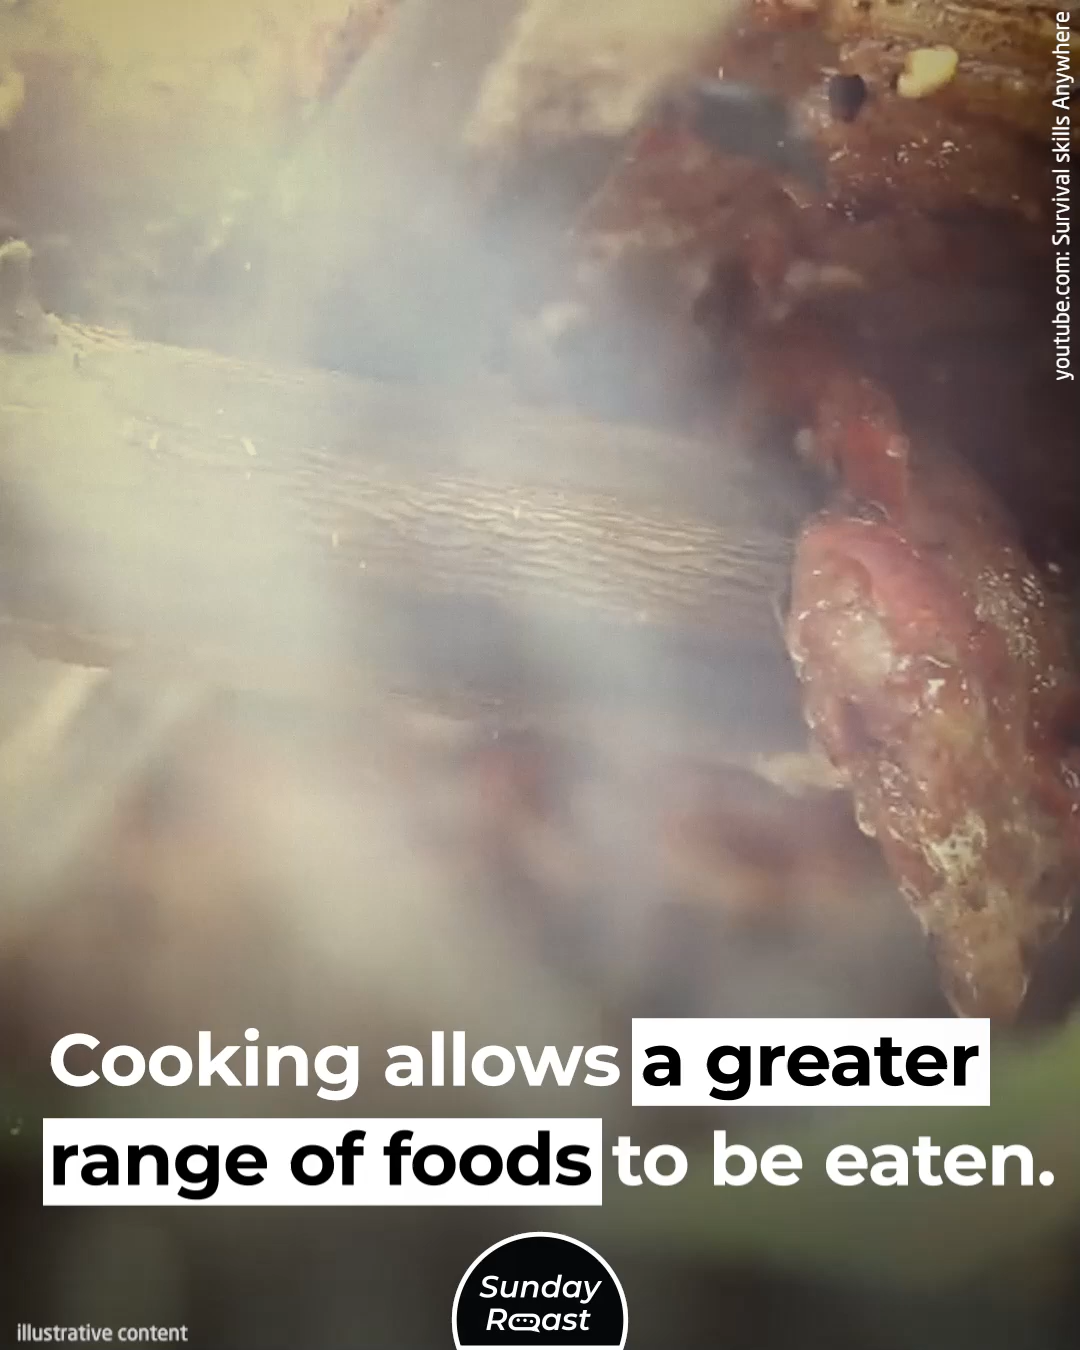 youtube.com: Survival skills Anywhere
Cooking allows a greater
range of foods to be eaten.
Sunday
Roast
illustrative content